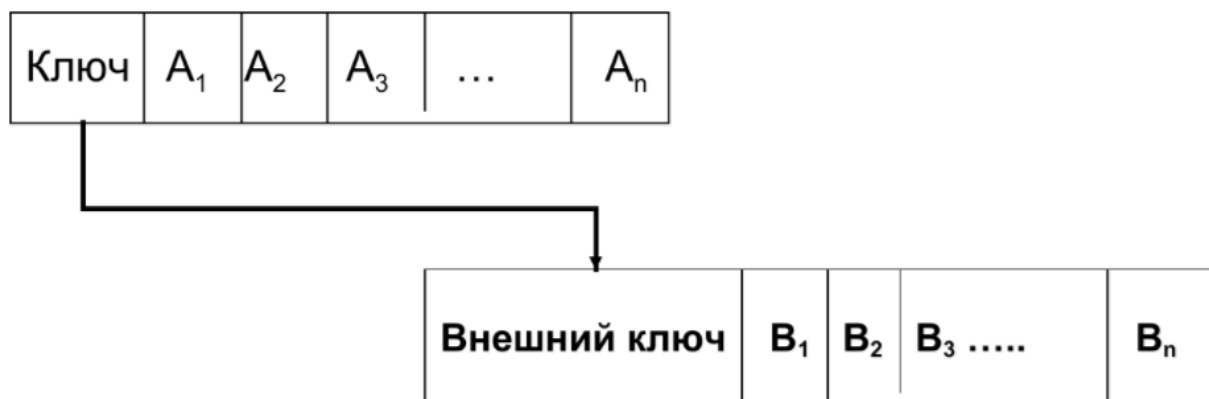 Ключ A₁ A₂ A₃ … Aₙ
Внешний ключ B₁ B₂ B₃ ..... Bₙ